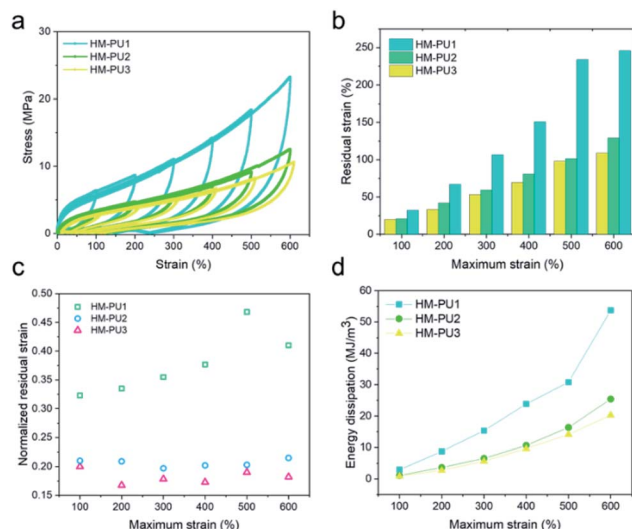 a
HM-PU1
HM-PU2
HM-PU3
Stress (MPa)
30
20
10
0
0 100 200 300 400 500 600
Strain (%)
b
HM-PU1
HM-PU2
HM-PU3
Residual strain (%)
250
200
150
100
50
0
100 200 300 400 500 600
Maximum strain (%)
c
HM-PU1
HM-PU2
HM-PU3
Normalized residual strain
0.50
0.45
0.40
0.35
0.30
0.25
0.20
0.15
100 200 300 400 500 600
Maximum strain (%)
d
HM-PU1
HM-PU2
HM-PU3
Energy dissipation (MJ/m³)
60
50
40
30
20
10
0
100 200 300 400 500 600
Maximum strain (%)